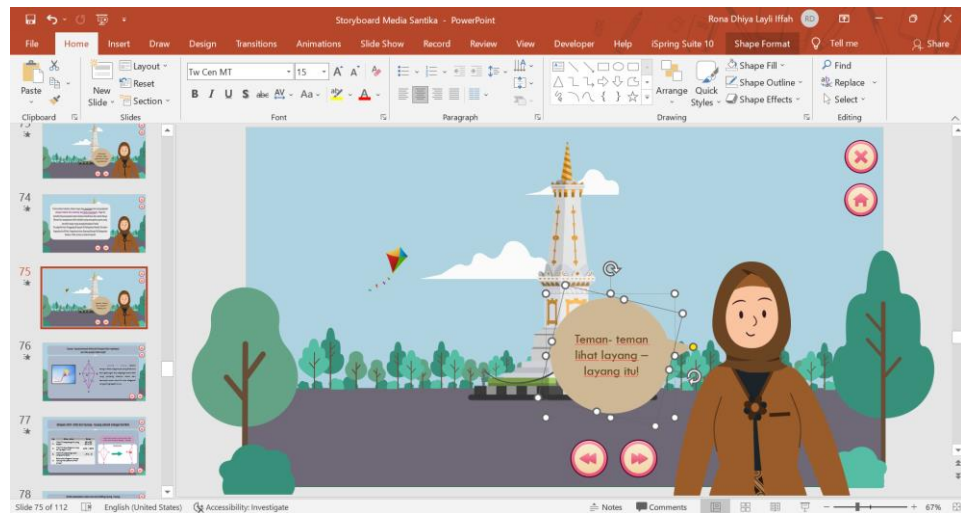 Storyboard Media Santika - PowerPoint
Rona Dhiya Layli Iffah
RD
File Home Insert Draw Design Transitions Animations Slide Show Record Review View Developer Help iSpring Suite 10 Shape Format Tell me Share
Paste
New
Slide
Layout
Reset
Section
Tw Cen MT 15 A A
B I U S abc AV Aa A
Arrange
Quick
Styles
Shape Fill
Shape Outline
Shape Effects
Find
Replace
Select
Clipboard Slides Font Paragraph Drawing Editing
74
75
76
77
78
Teman- teman
lihat layang –
layang itu!
Slide 75 of 112 English (United States) Accessibility: Investigate Notes Comments 67%